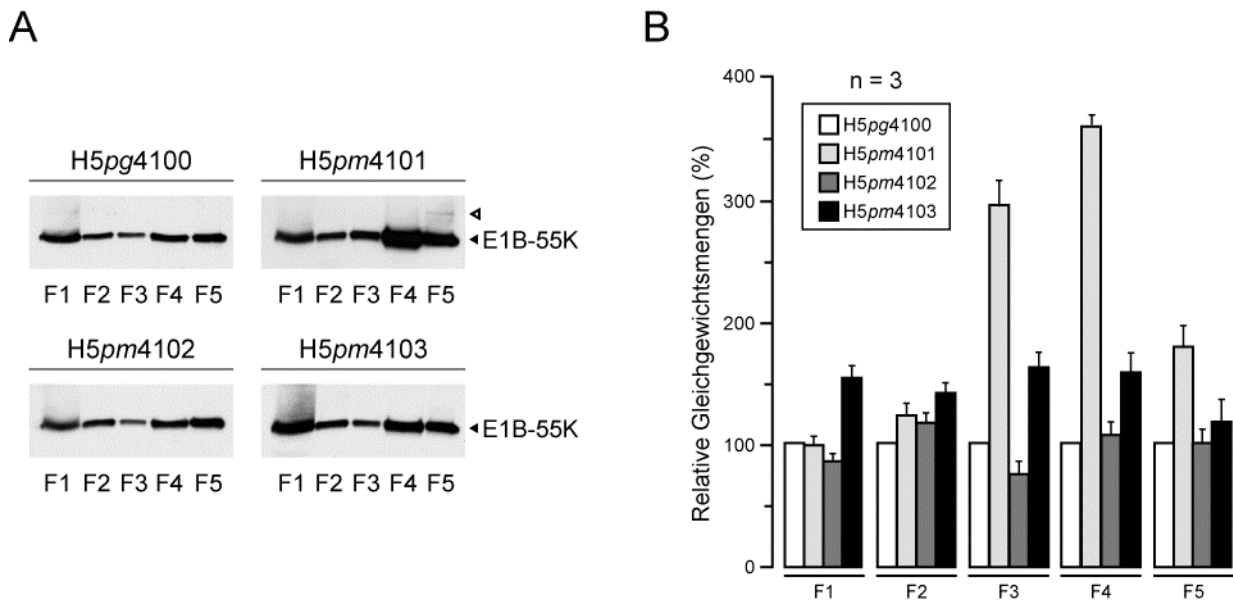 A
H5pg4100
H5pm4101
E1B-55K
F1 F2 F3 F4 F5
F1 F2 F3 F4 F5
H5pm4102
H5pm4103
E1B-55K
F1 F2 F3 F4 F5
F1 F2 F3 F4 F5
B
Relative Gleichgewichtsmengen (%)
400
300
200
100
0
n = 3
H5pg4100
H5pm4101
H5pm4102
H5pm4103
F1 F2 F3 F4 F5